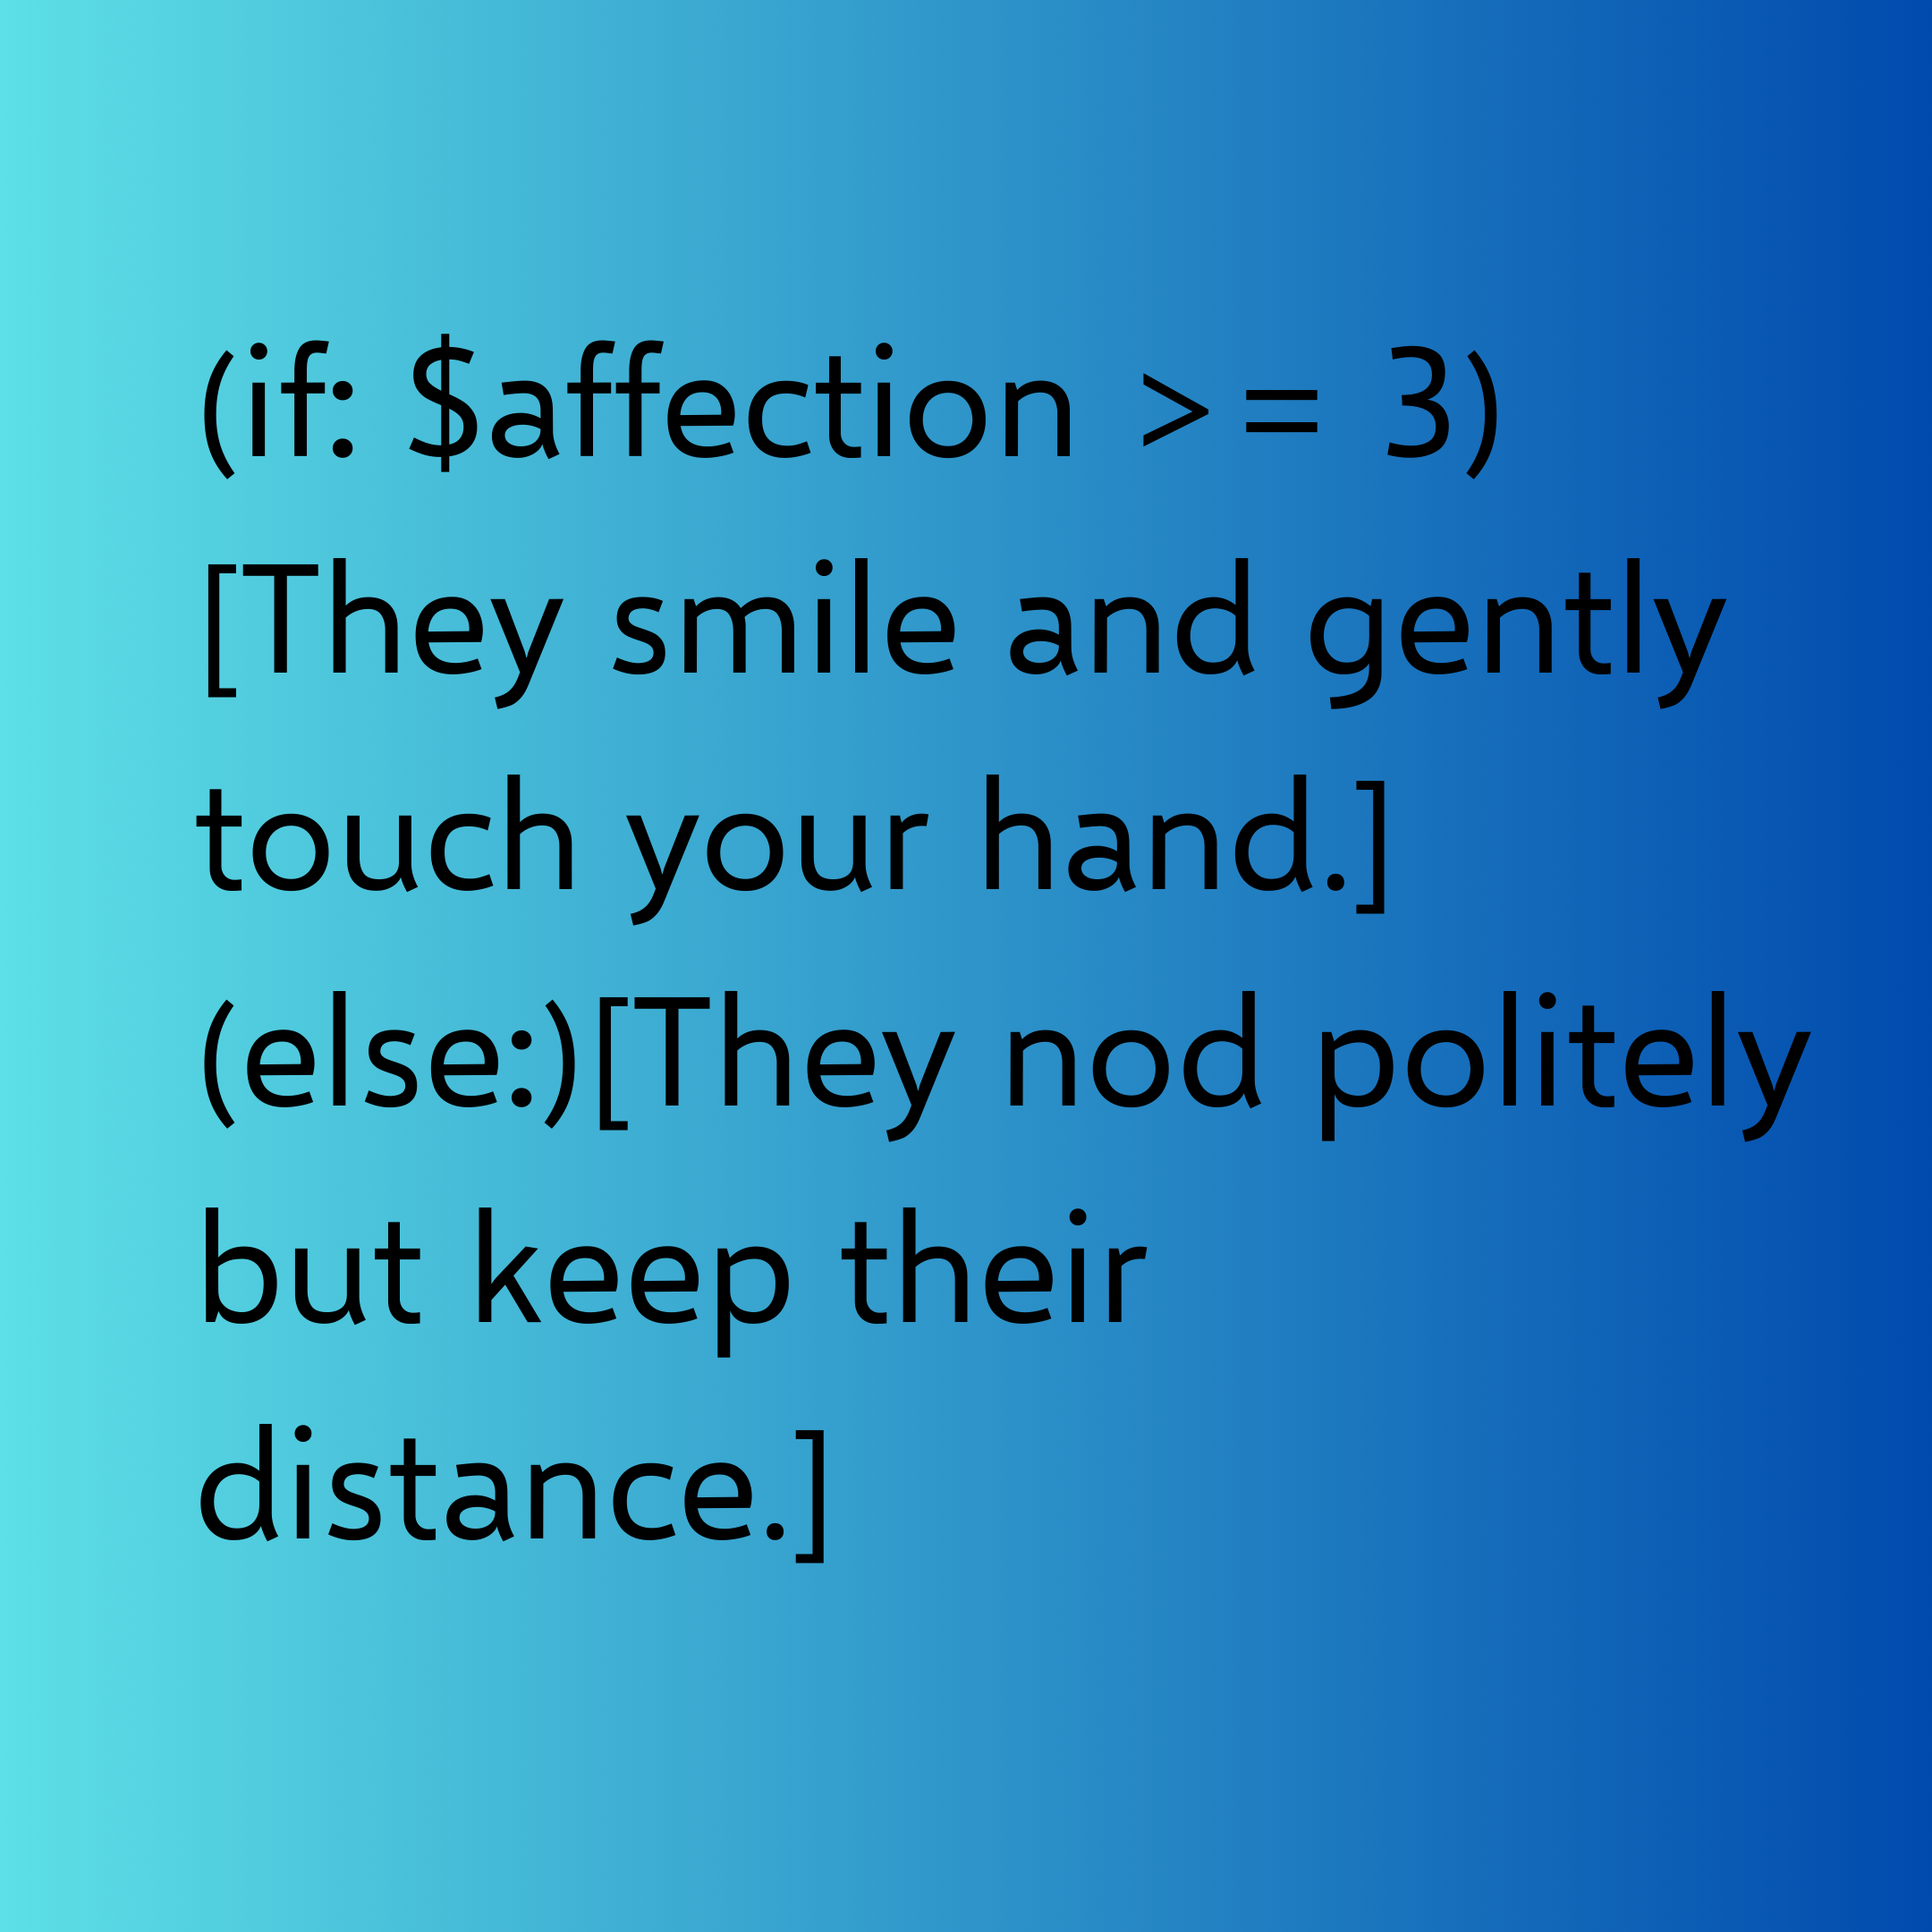 (if: $affection >= 3)
[They smile and gently
touch your hand.]
(else:)[They nod politely
but keep their
distance.]